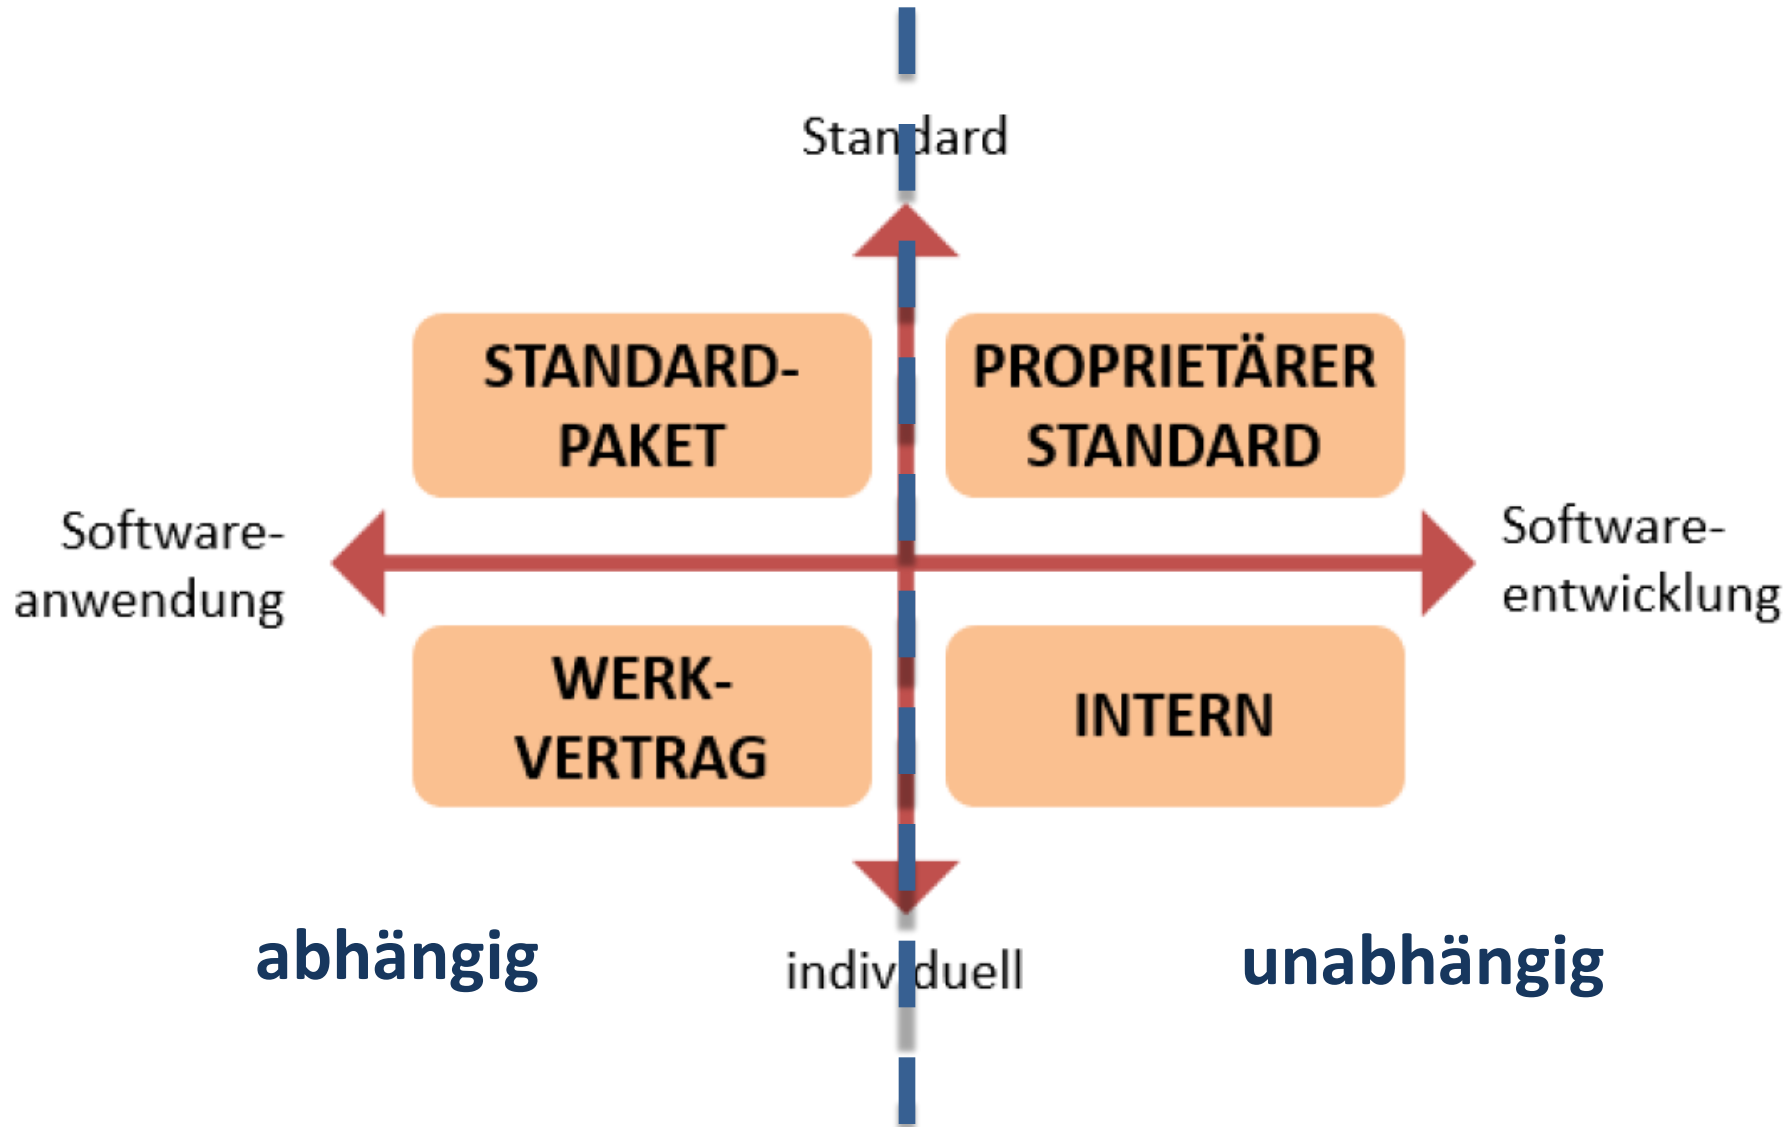 Standard
STANDARD-
PAKET
PROPRIETÄRER
STANDARD
Software-
anwendung
Software-
entwicklung
WERK-
VERTRAG
INTERN
abhängig
individuell
unabhängig